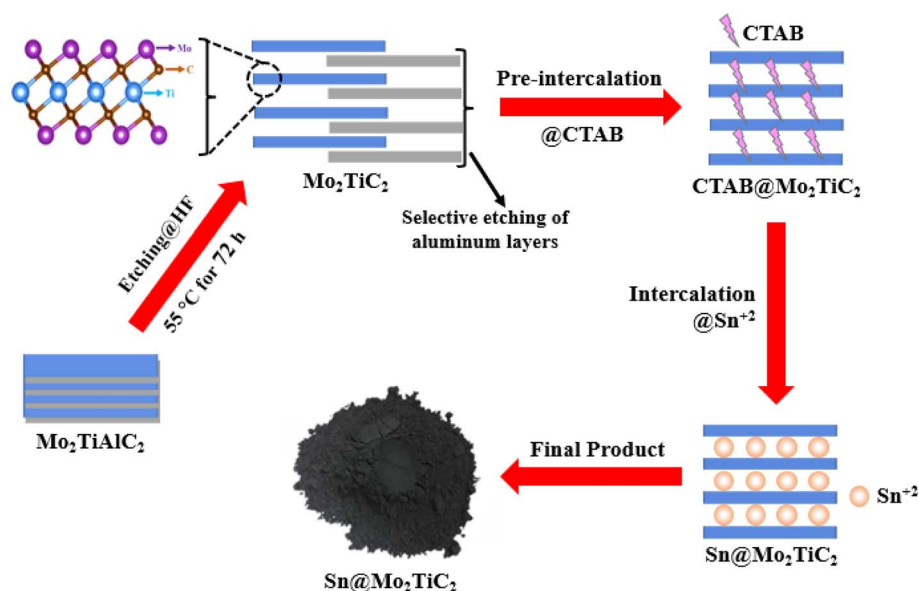 Mo
C
Ti
Mo₂TiC₂
Selective etching of
aluminum layers
Pre-intercalation
@CTAB
CTAB
CTAB@Mo₂TiC₂
Etching@HF
55 °C for 72 h
Mo₂TiAlC₂
Intercalation
@Sn⁺²
Sn⁺²
Sn@Mo₂TiC₂
Final Product
Sn@Mo₂TiC₂